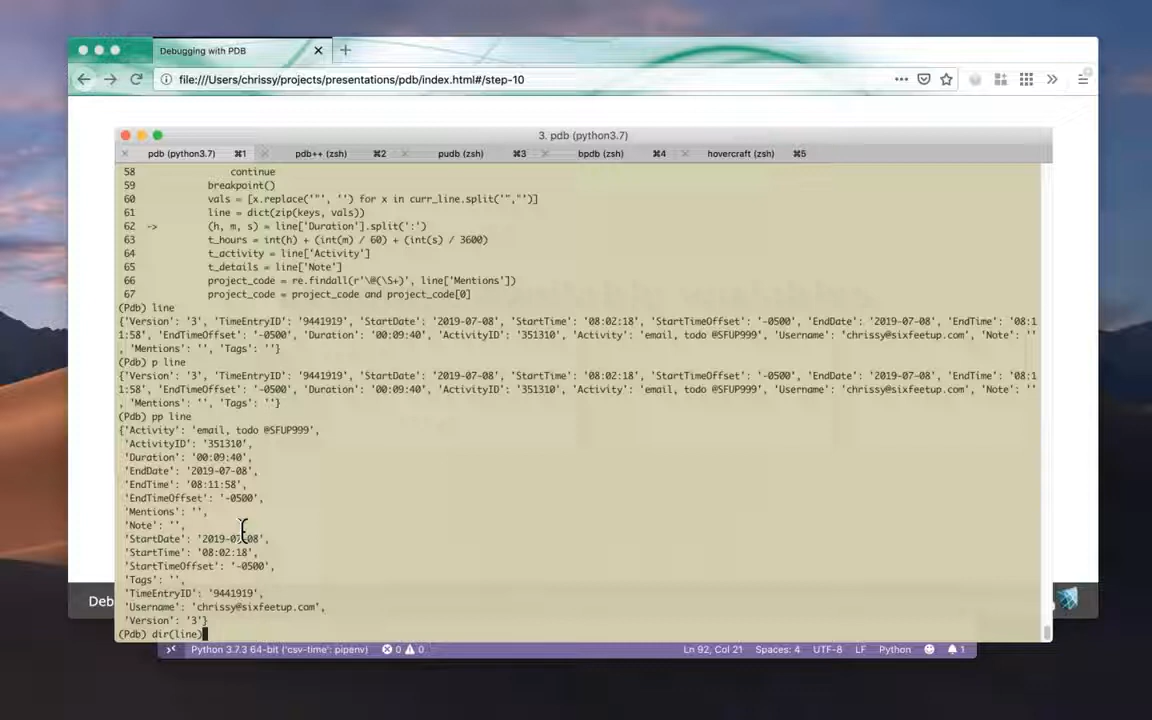 Debugging with PDB
file:///Users/chrissy/projects/presentations/pdb/index.html#/step-10
3. pdb (python3.7)
pdb (python3.7) ⌘1 pdb++ (zsh) ⌘2 pudb (zsh) ⌘3 bpdb (zsh) ⌘4 hovercraft (zsh) ⌘5
58 continue
59 breakpoint()
60 vals = [x.replace('"', '') for x in curr_line.split('","')]
61 line = dict(zip(keys, vals))
62 -> (h, m, s) = line['Duration'].split(':')
63 t_hours = int(h) + (int(m) / 60) + (int(s) / 3600)
64 t_activity = line['Activity']
65 t_details = line['Note']
66 project_code = re.findall(r'\@(\S+)', line['Mentions'])
67 project_code = project_code and project_code[0]
(Pdb) line
{'Version': '3', 'TimeEntryID': '9441919', 'StartDate': '2019-07-08', 'StartTime': '08:02:18', 'StartTimeOffset': '-0500', 'EndDate': '2019-07-08', 'EndTime': '08:1
1:58', 'EndTimeOffset': '-0500', 'Duration': '00:09:40', 'ActivityID': '351310', 'Activity': 'email, todo @SFUP999', 'Username': 'chrissy@sixfeetup.com', 'Note': ''
, 'Mentions': '', 'Tags': ''}
(Pdb) p line
{'Version': '3', 'TimeEntryID': '9441919', 'StartDate': '2019-07-08', 'StartTime': '08:02:18', 'StartTimeOffset': '-0500', 'EndDate': '2019-07-08', 'EndTime': '08:1
1:58', 'EndTimeOffset': '-0500', 'Duration': '00:09:40', 'ActivityID': '351310', 'Activity': 'email, todo @SFUP999', 'Username': 'chrissy@sixfeetup.com', 'Note': ''
, 'Mentions': '', 'Tags': ''}
(Pdb) pp line
{'Activity': 'email, todo @SFUP999',
'ActivityID': '351310',
'Duration': '00:09:40',
'EndDate': '2019-07-08',
'EndTime': '08:11:58',
'EndTimeOffset': '-0500',
'Mentions': '',
'Note': '',
'StartDate': '2019-07-08',
'StartTime': '08:02:18',
'StartTimeOffset': '-0500',
'Tags': '',
'TimeEntryID': '9441919',
'Username': 'chrissy@sixfeetup.com',
'Version': '3'}
(Pdb) dir(line)
Deb
Python 3.7.3 64-bit ('csv-time': pipenv) 0 0 Ln 92, Col 21 Spaces: 4 UTF-8 LF Python 1